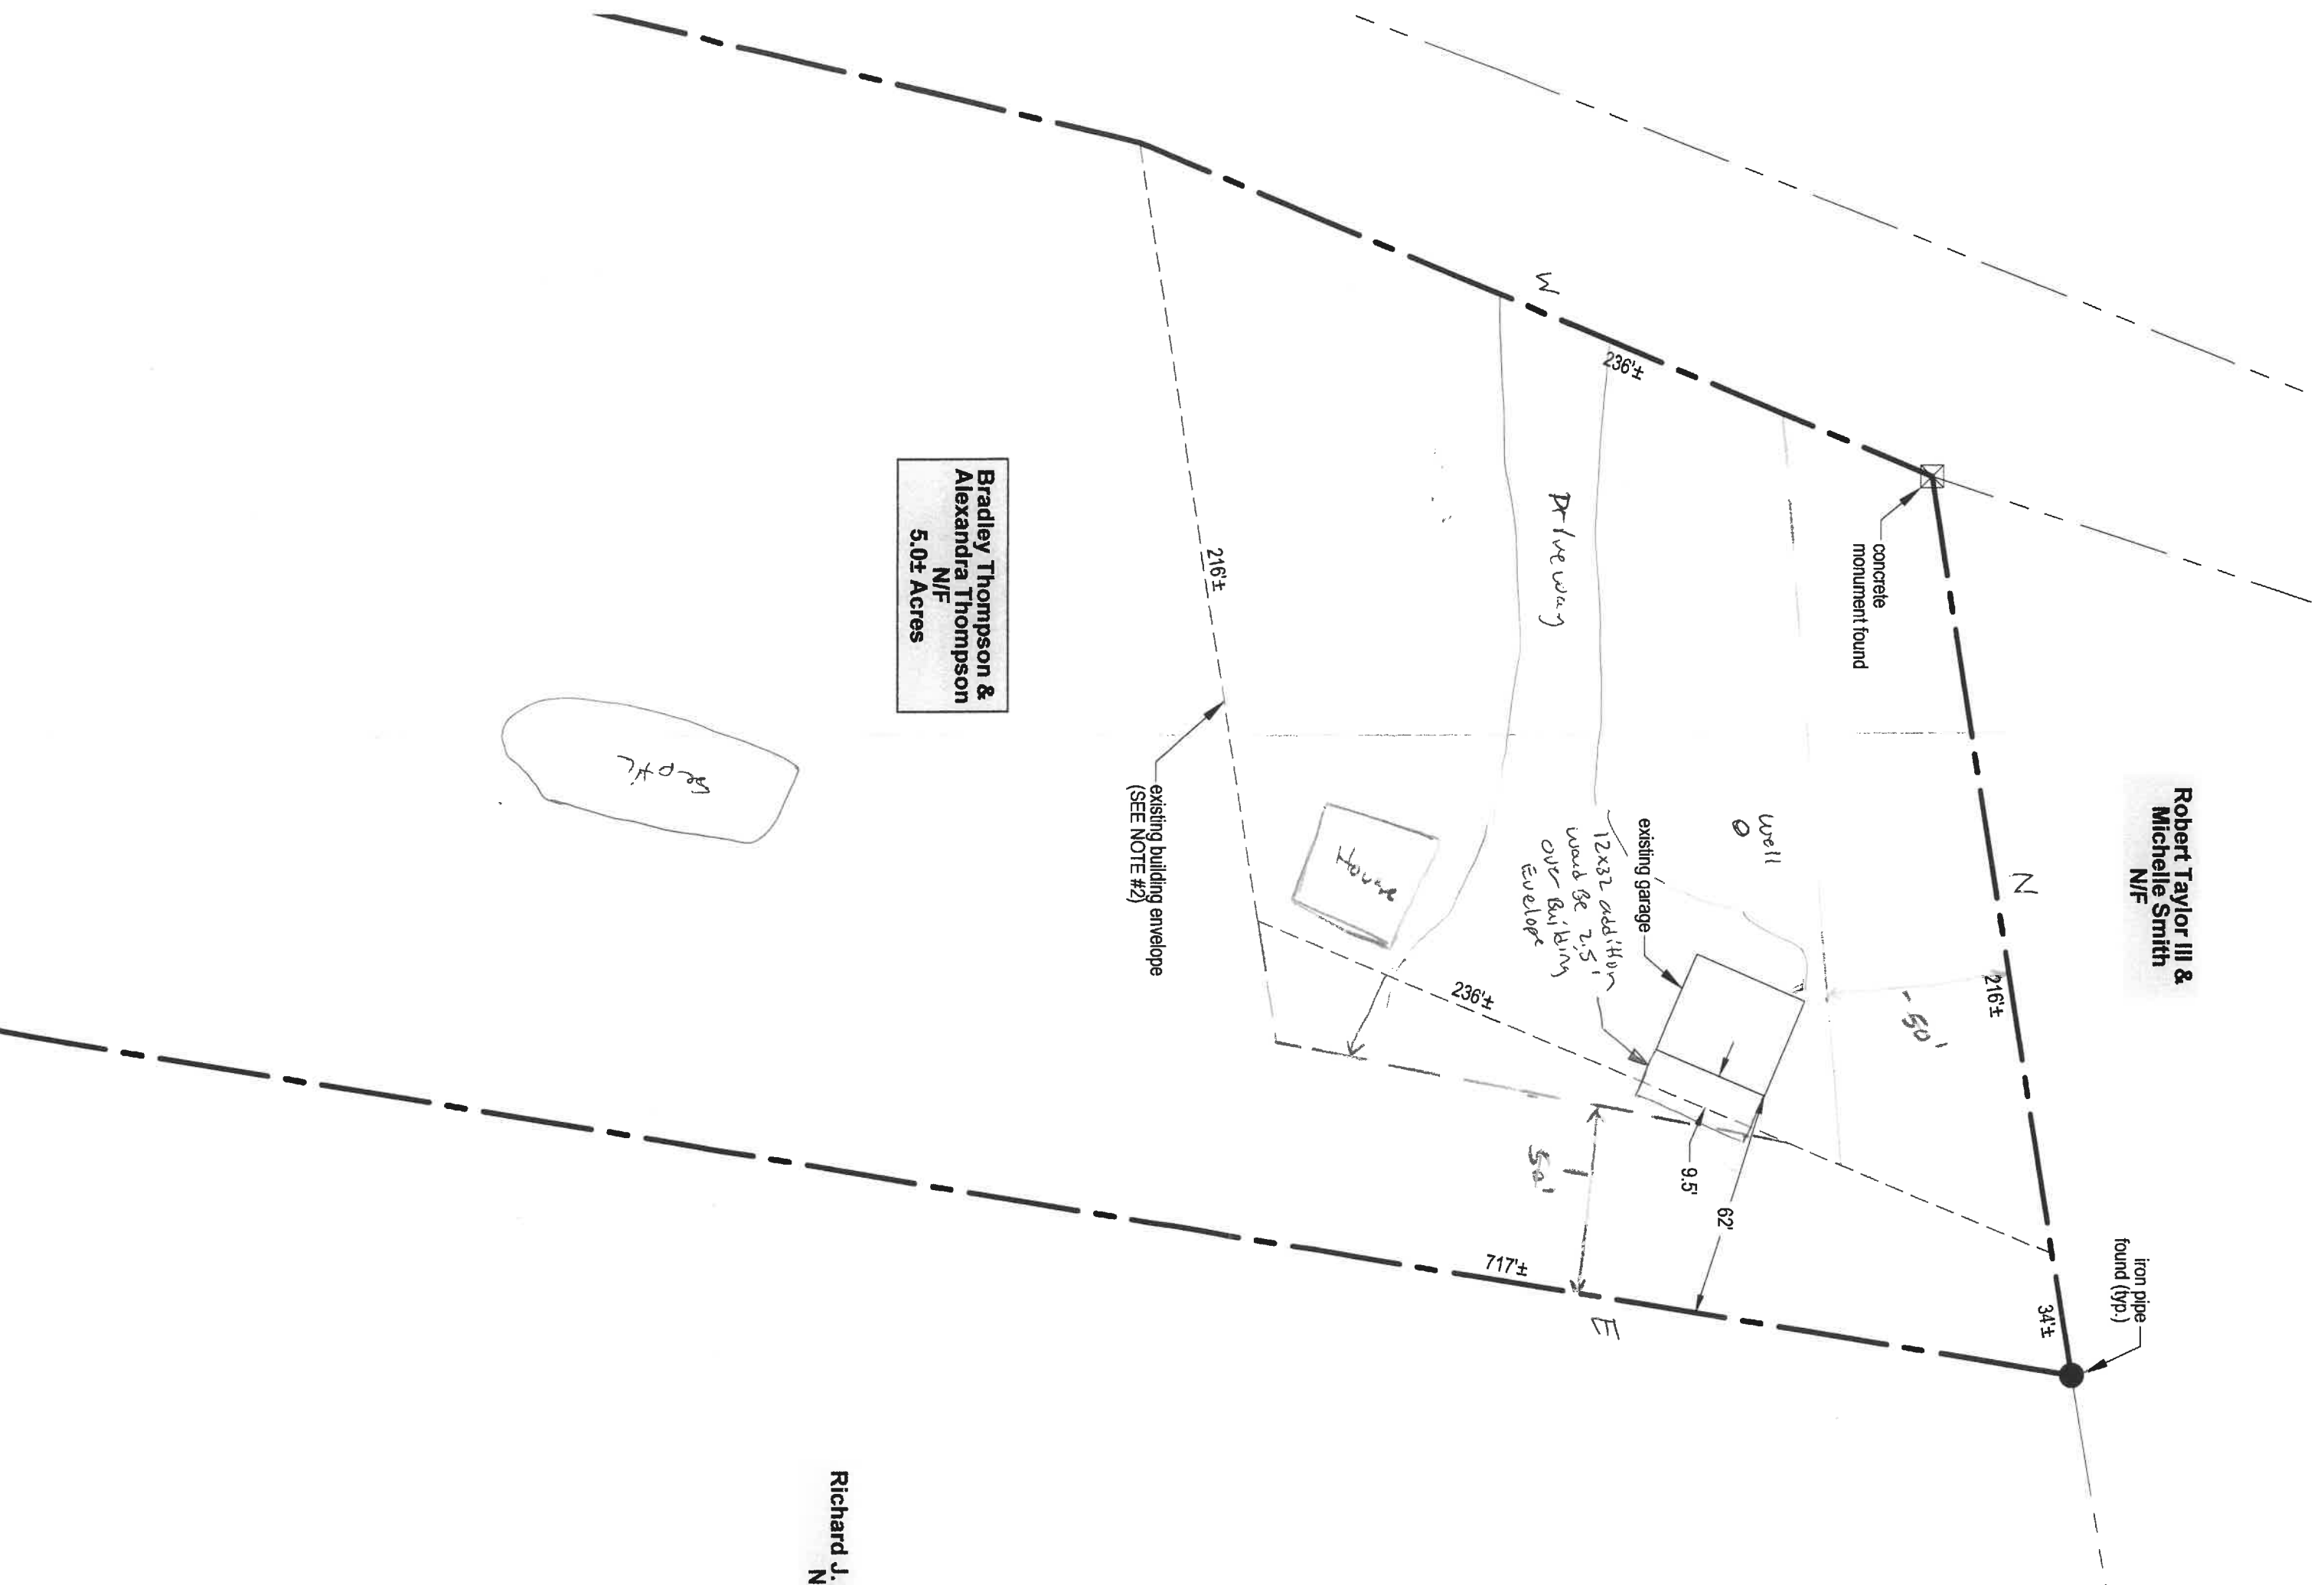 Robert Taylor III &
Michelle Smith
N/F
iron pipe
found (typ.)
N
216'±
34'±
~50'
concrete
monument found
well
existing garage
12x32 addition
would Be 2.5'
over Building
Envelope
9.5'
62'
W
236'±
Driveway
236'±
50'
E
717'±
House
216'±
existing building envelope
(SEE NOTE #2)
Bradley Thompson &
Alexandra Thompson
N/F
5.0± Acres
Septic
Richard J.
N